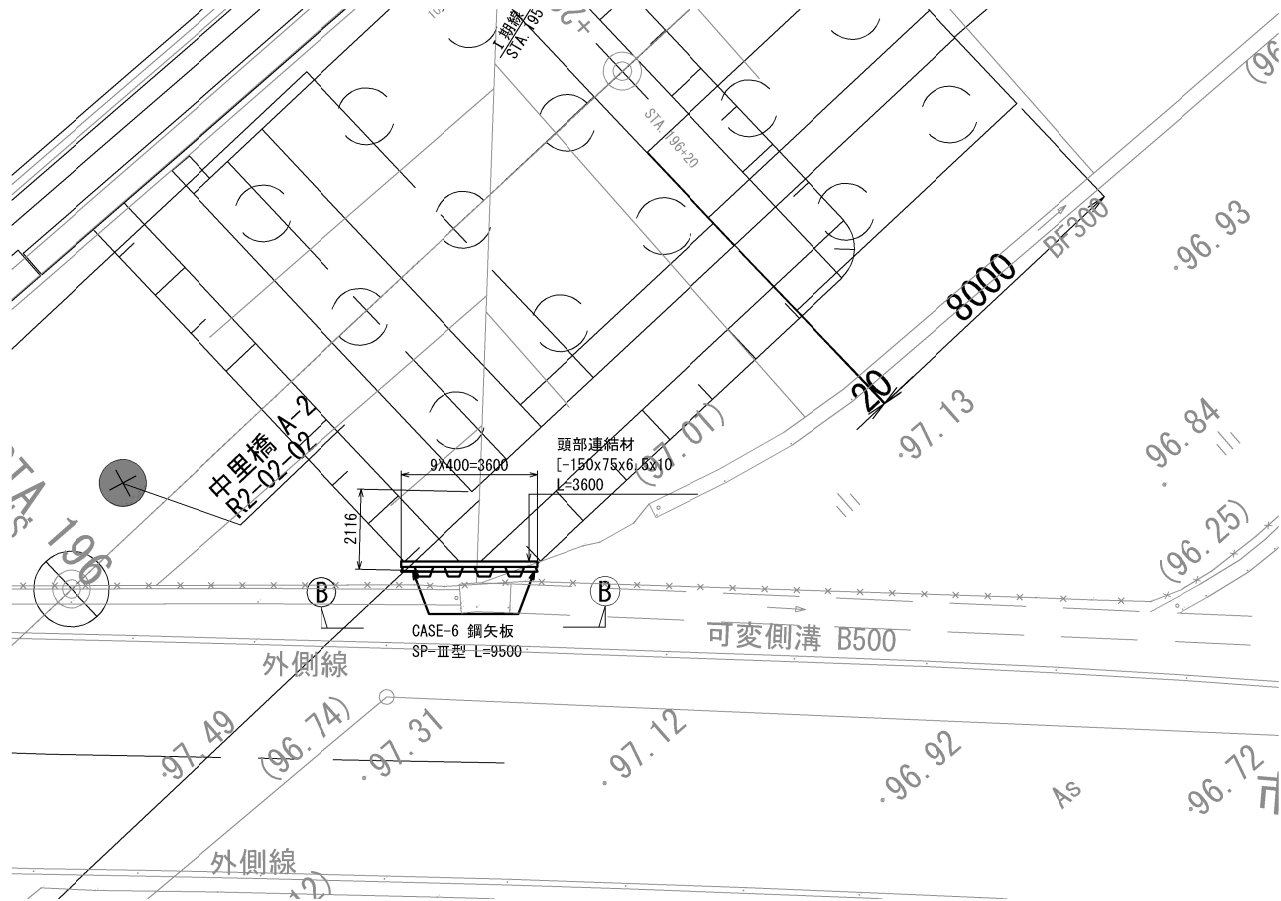 Ⅰ期線
STA.195
STA.196+20
BF300
(96
·96.93
8000
20
·97.13
96.84
(97.01)
中里橋 A-2
R2-02-02
頭部連結材
[-150x75x6.5x10
L=3600
9X400=3600
2116
STA 196
(96.25)
B
B
CASE-6 鋼矢板
SP-Ⅲ型 L=9500
可変側溝 B500
外側線
·97.49
(96.74)
·97.31
·97.12
·96.92
As
·96.72
市
外側線
12)